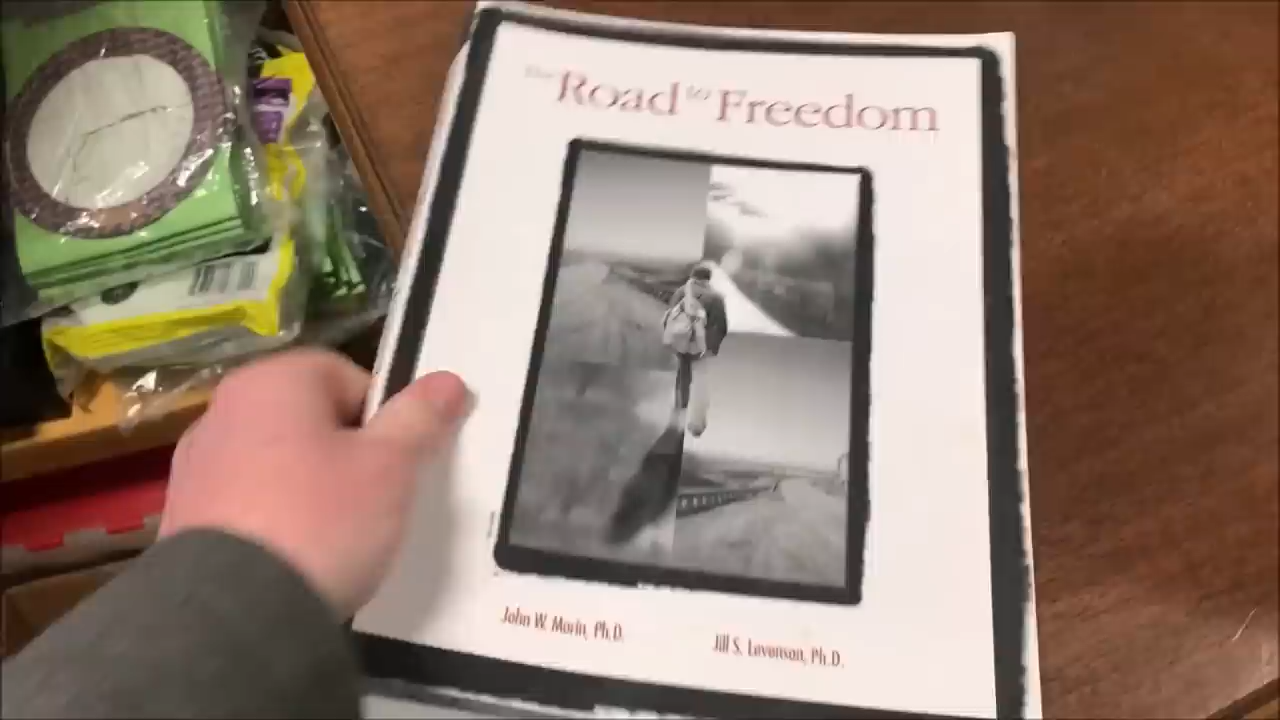 The Road to Freedom
John W. Morin, Ph.D.
Jill S. Levenson, Ph.D.